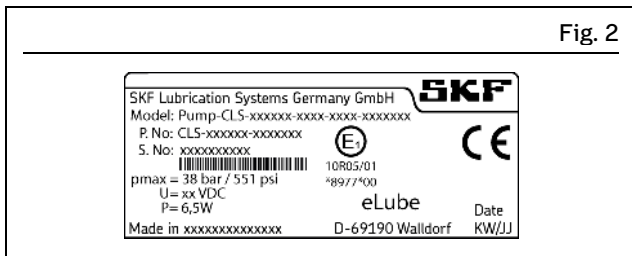 Fig. 2
SKF
SKF Lubrication Systems Germany GmbH
Model: Pump-CLS-xxxxxx-xxxx-xxxx-xxxxxxx
P. No: CLS-xxxxxx-xxxxxxx
S. No: xxxxxxxxxx
E1
CE
10R05/01
*8977*00
pmax = 38 bar / 551 psi
U= xx VDC
P= 6,5W
eLube
Date
Made in xxxxxxxxxxxxxx D-69190 Walldorf KW/JJ